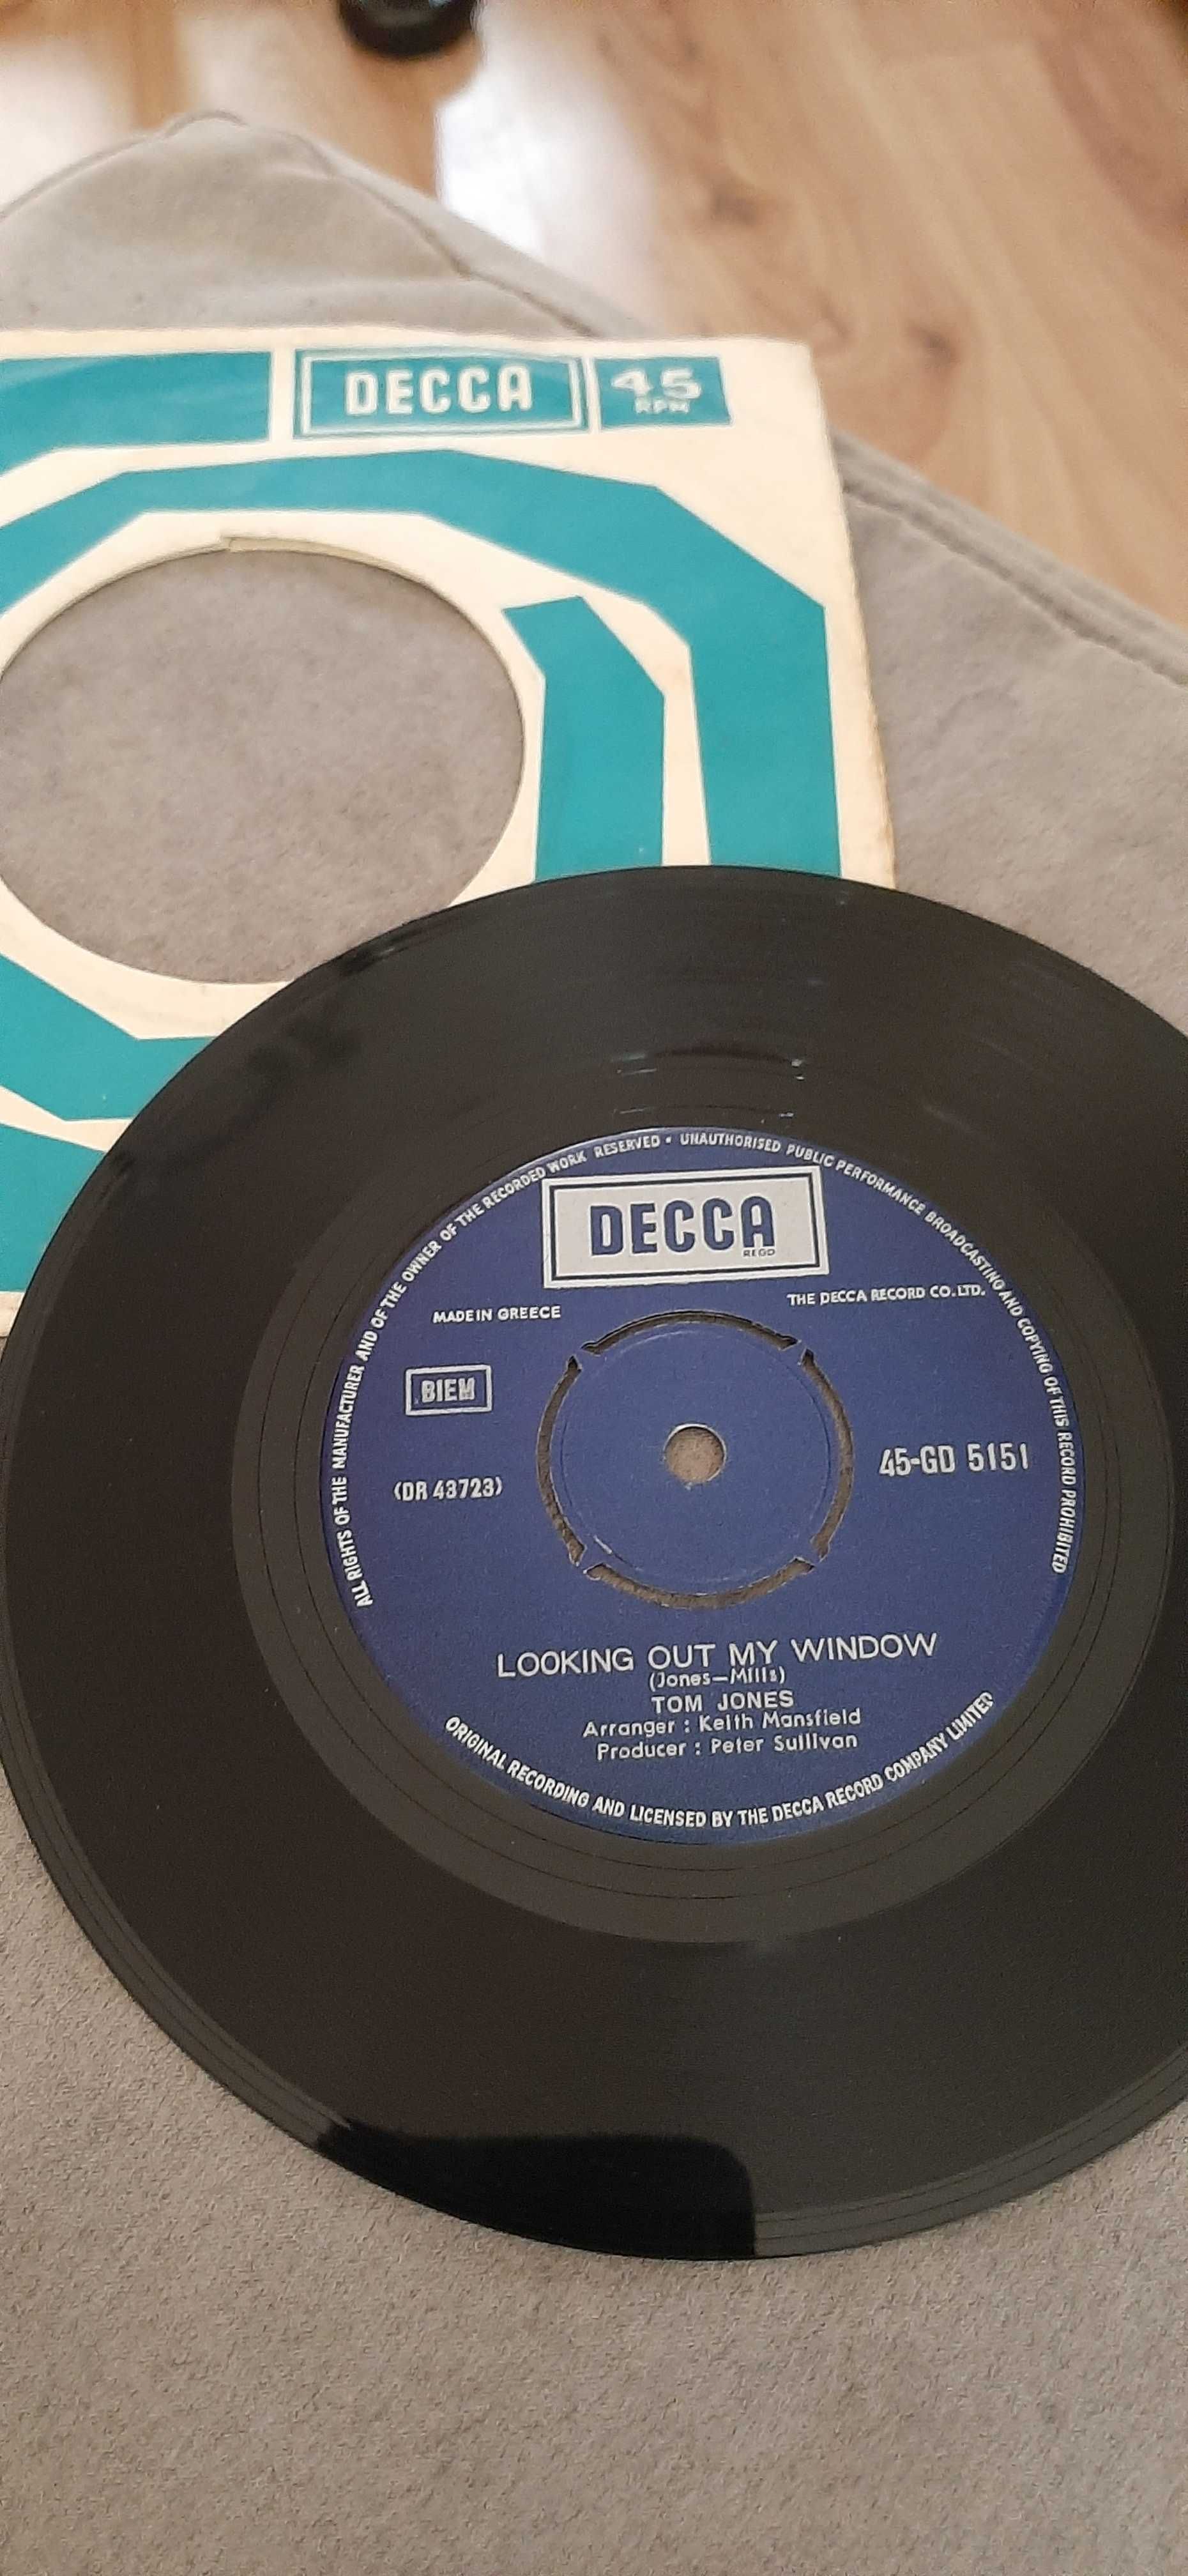 DECCA
45
RPM
ALL RIGHTS OF THE MANUFACTURER AND OF THE OWNER OF THE RECORDED WORK RESERVED • UNAUTHORISED PUBLIC PERFORMANCE BROADCASTING AND COPYING OF THIS RECORD PROHIBITED
DECCA
REGD
THE DECCA RECORD CO. LTD.
MADE IN GREECE
BIEM
45-GD 5151
(DR 43723)
LOOKING OUT MY WINDOW
(Jones—Mills)
TOM JONES
Arranger : Keith Mansfield
Producer : Peter Sullivan
ORIGINAL RECORDING AND LICENSED BY THE DECCA RECORD COMPANY LIMITED